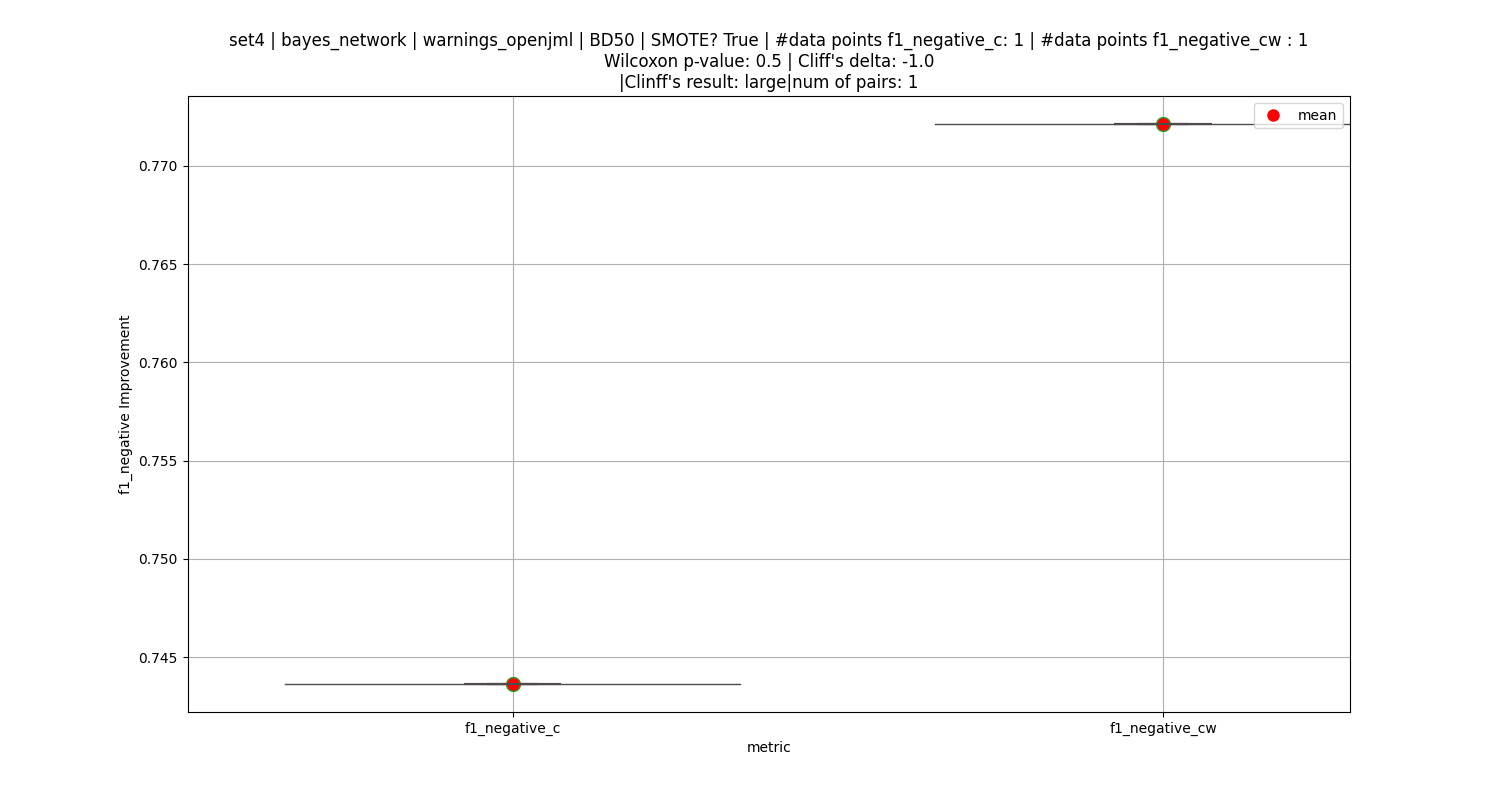 set4 | bayes_network | warnings_openjml | BD50 | SMOTE? True | #data points f1_negative_c: 1 | #data points f1_negative_cw : 1
Wilcoxon p-value: 0.5 | Cliff's delta: -1.0
|Clinff's result: large|num of pairs: 1
mean
0.770
0.765
0.760
0.755
0.750
0.745
f1_negative Improvement
f1_negative_c
f1_negative_cw
metric